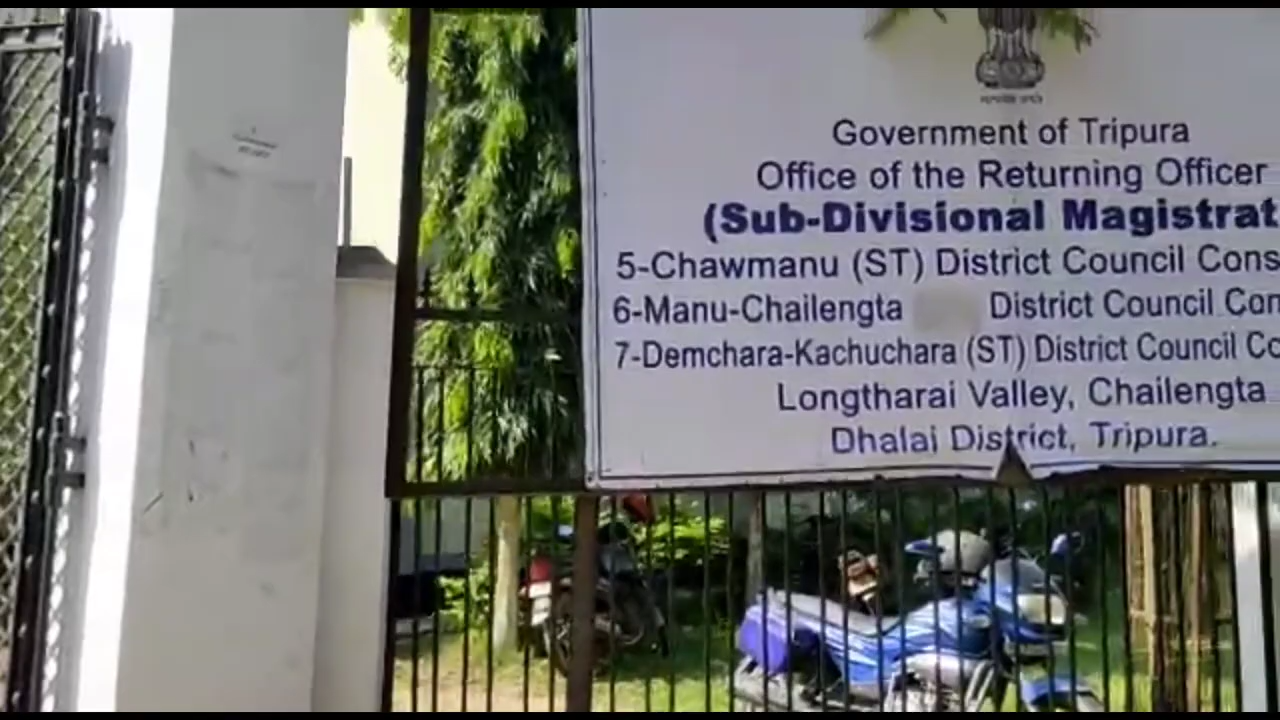 Government of Tripura
Office of the Returning Officer
(Sub-Divisional Magistrat
5-Chawmanu (ST) District Council Cons
6-Manu-Chailengta District Council Con
7-Demchara-Kachuchara (ST) District Council Co
Longtharai Valley, Chailengta
Dhalai District, Tripura.